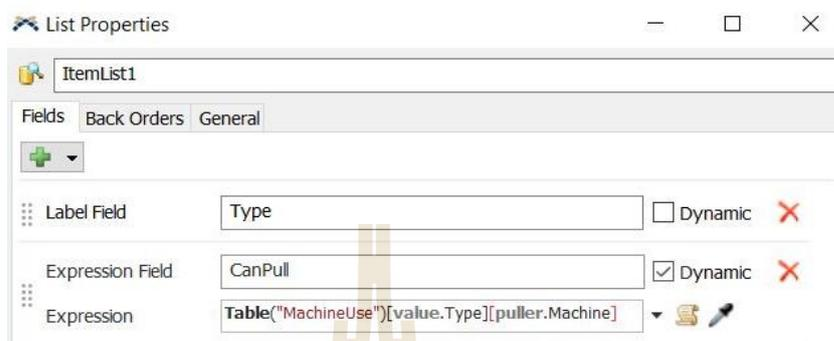 List Properties
ItemList1
Fields Back Orders General
Label Field Type Dynamic
Expression Field CanPull Dynamic
Expression Table("MachineUse")[value.Type][puller.Machine]